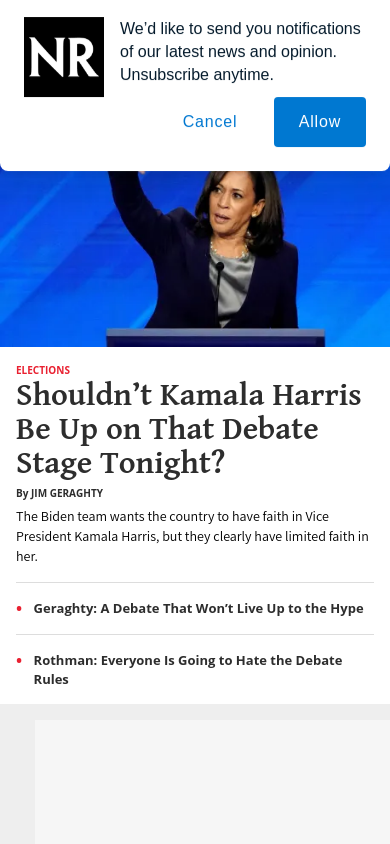 NR
We’d like to send you notifications
of our latest news and opinion.
Unsubscribe anytime.
Cancel
Allow
ELECTIONS
Shouldn’t Kamala Harris
Be Up on That Debate
Stage Tonight?
By JIM GERAGHTY
The Biden team wants the country to have faith in Vice
President Kamala Harris, but they clearly have limited faith in
her.
• Geraghty: A Debate That Won’t Live Up to the Hype
• Rothman: Everyone Is Going to Hate the Debate
Rules